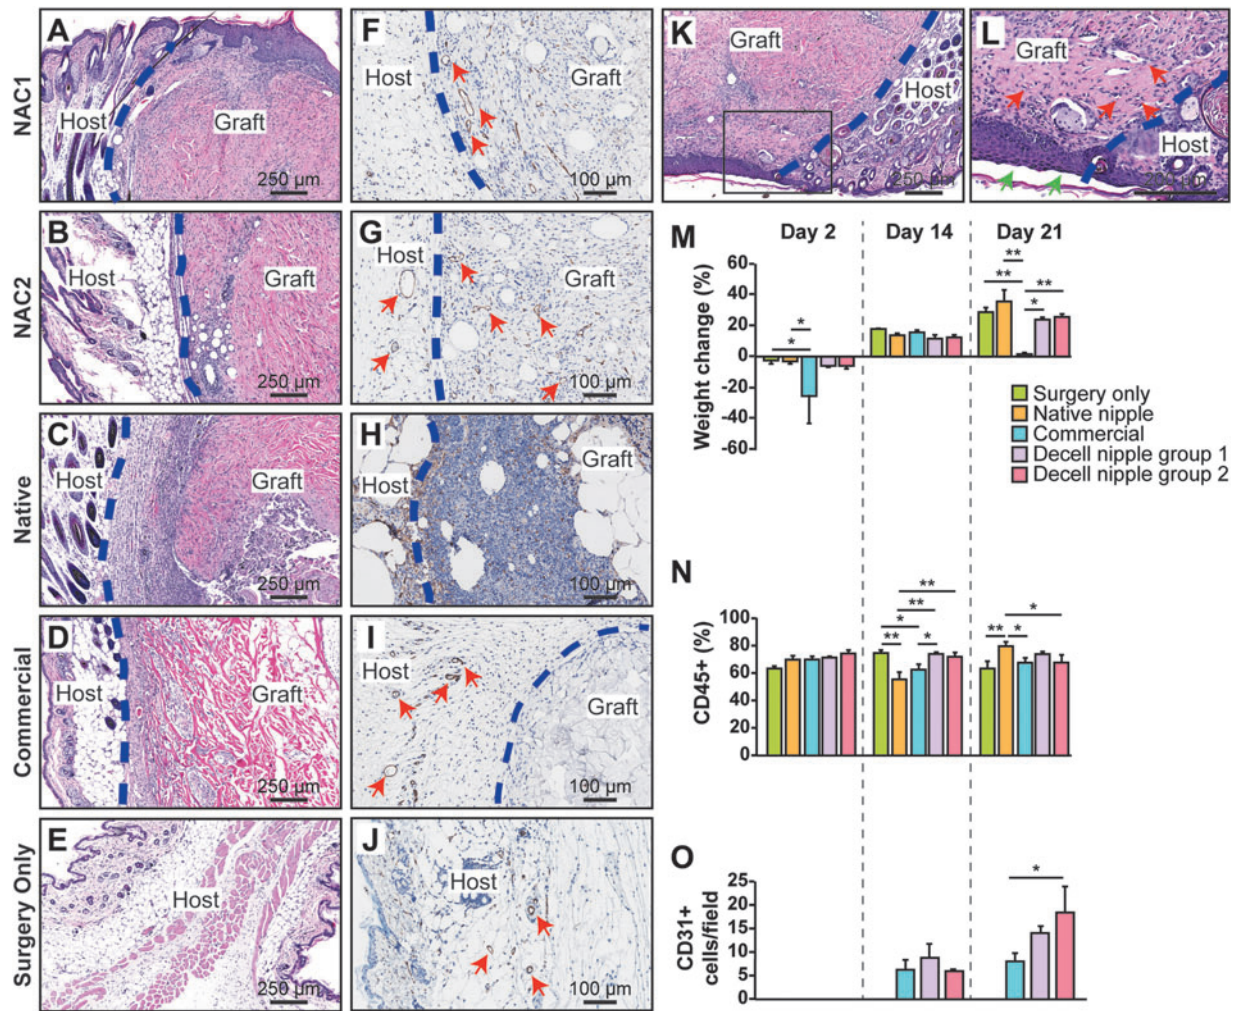 A
Host
Graft
250 µm
NAC1
F
Host
Graft
100 µm
K
Graft
Host
250 µm
L
Graft
Host
B
Host
Graft
250 µm
NAC2
G
Host
Graft
100 µm
C
Host
Graft
250 µm
Native
H
Host
Graft
100 µm
D
Host
Graft
250 µm
Commercial
I
Host
Graft
100 µm
E
Host
250 µm
Surgery Only
J
Host
100 µm
M
Day 2
Day 14
Day 21
Weight change (%)
60
40
20
0
-20
-40
-60
*
*
**
**
**
*
Surgery only
Native nipple
Commercial
Decell nipple group 1
Decell nipple group 2
N
CD45+ (%)
100
80
60
40
20
0
**
**
*
** *
*
** *
O
CD31+
cells/field
25
20
15
10
5
0
*